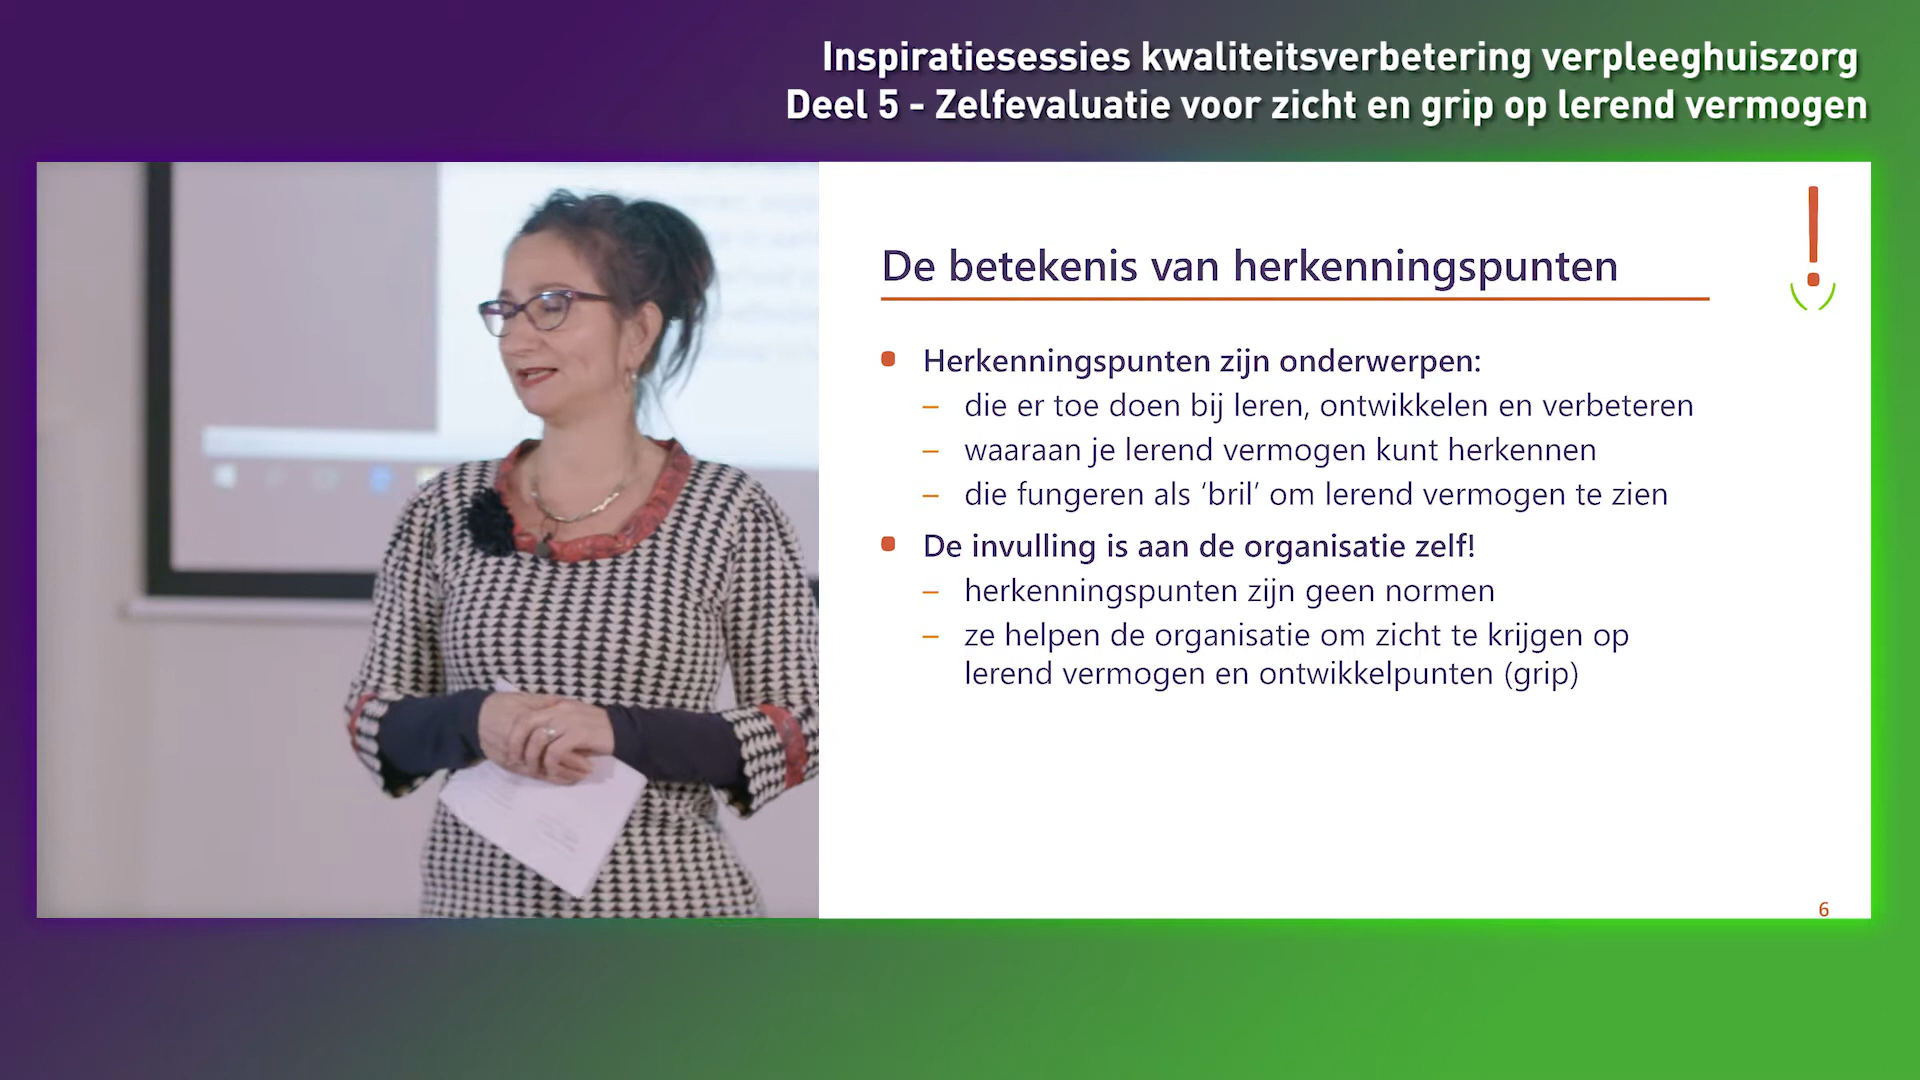 Inspiratiesessies kwaliteitsverbetering verpleeghuiszorg
Deel 5 - Zelfevaluatie voor zicht en grip op lerend vermogen
De betekenis van herkenningspunten
Herkenningspunten zijn onderwerpen:
– die er toe doen bij leren, ontwikkelen en verbeteren
– waaraan je lerend vermogen kunt herkennen
– die fungeren als ‘bril’ om lerend vermogen te zien
De invulling is aan de organisatie zelf!
– herkenningspunten zijn geen normen
– ze helpen de organisatie om zicht te krijgen op
lerend vermogen en ontwikkelpunten (grip)
6